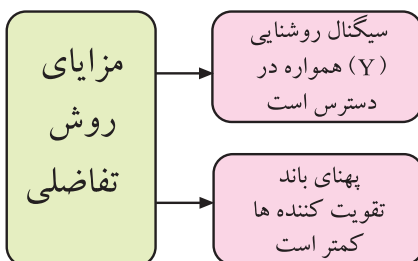 مزایای
روش
تفاضلی
سیگنال روشنایی
(Y) همواره در
دسترس است
پهنای باند
تقویت کننده ها
کمتر است